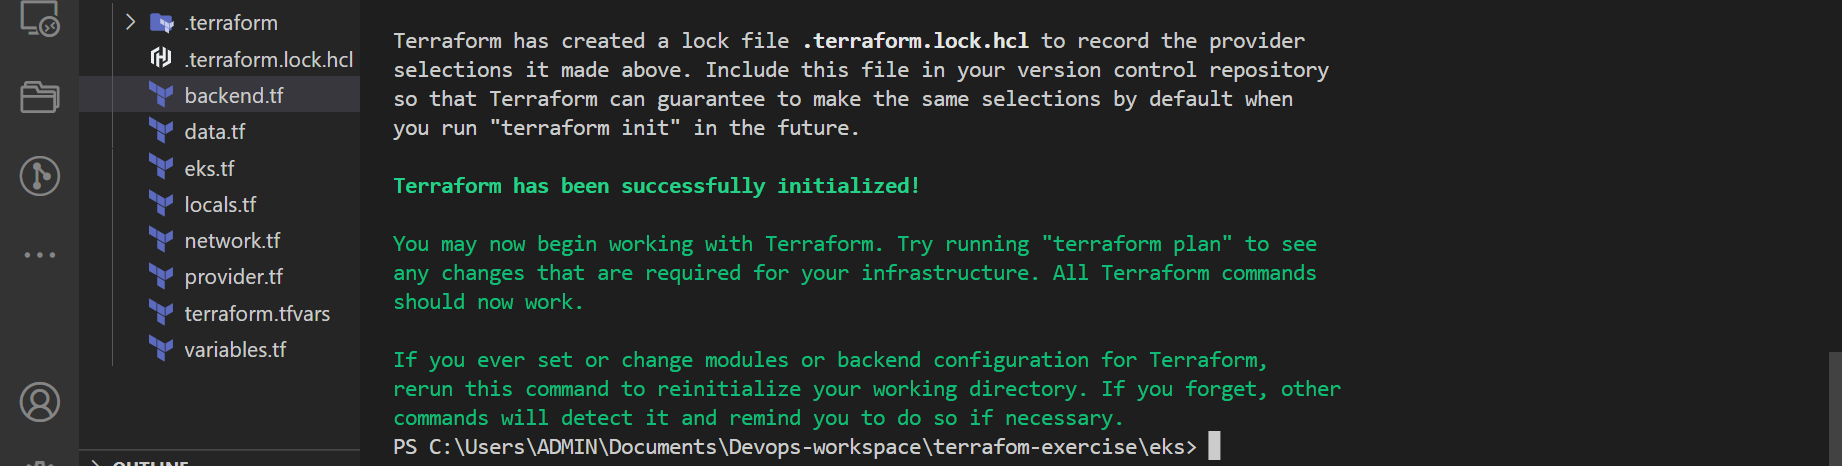 .terraform
.terraform.lock.hcl
backend.tf
data.tf
eks.tf
locals.tf
network.tf
provider.tf
terraform.tfvars
variables.tf
OUTLINE
Terraform has created a lock file .terraform.lock.hcl to record the provider
selections it made above. Include this file in your version control repository
so that Terraform can guarantee to make the same selections by default when
you run "terraform init" in the future.
Terraform has been successfully initialized!
You may now begin working with Terraform. Try running "terraform plan" to see
any changes that are required for your infrastructure. All Terraform commands
should now work.
If you ever set or change modules or backend configuration for Terraform,
rerun this command to reinitialize your working directory. If you forget, other
commands will detect it and remind you to do so if necessary.
PS C:\Users\ADMIN\Documents\Devops-workspace\terrafom-exercise\eks>